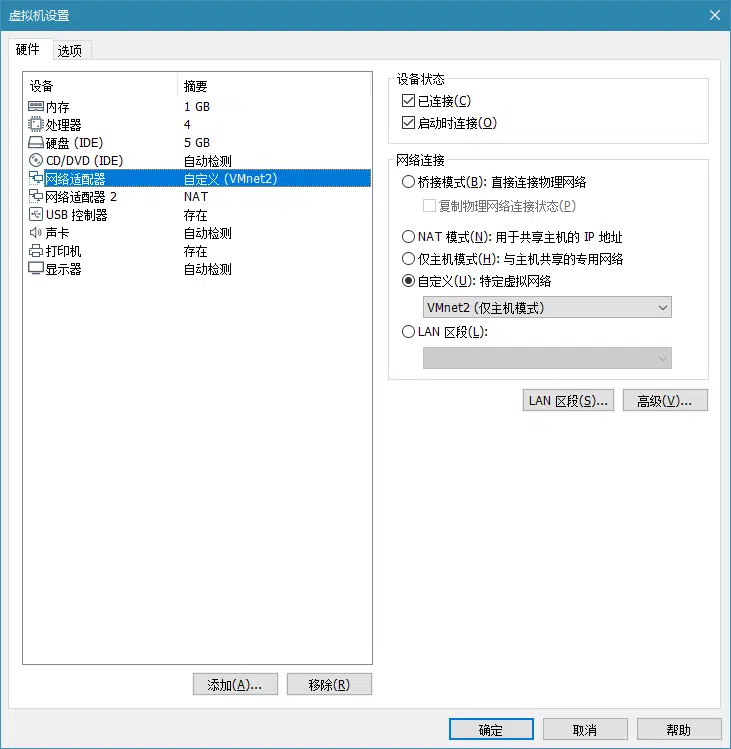 虚拟机设置
硬件 选项
设备 摘要
内存 1 GB
处理器 4
硬盘 (IDE) 5 GB
CD/DVD (IDE) 自动检测
网络适配器 自定义 (VMnet2)
网络适配器 2 NAT
USB 控制器 存在
声卡 自动检测
打印机 存在
显示器 自动检测
添加(A)... 移除(R)
设备状态
已连接(C)
启动时连接(O)
网络连接
桥接模式(B): 直接连接物理网络
复制物理网络连接状态(P)
NAT 模式(N): 用于共享主机的 IP 地址
仅主机模式(H): 与主机共享的专用网络
自定义(U): 特定虚拟网络
VMnet2 (仅主机模式)
LAN 区段(L):
LAN 区段(S)... 高级(V)...
确定 取消 帮助